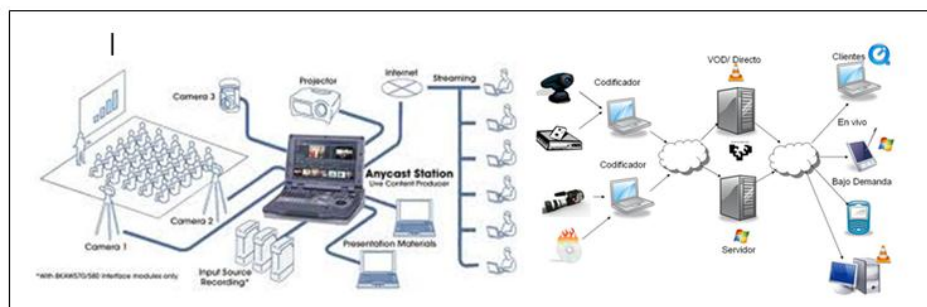 Camera 3
Projector
Internet
Streaming
Anycast Station
Live Content Producer
Camera 2
Camera 1
Presentation Materials
Input Source
Recording*
*With BKAW570/580 Interface modules only
Codificador
Codificador
VOD/ Directo
Servidor
Clientes
En vivo
Bajo Demanda